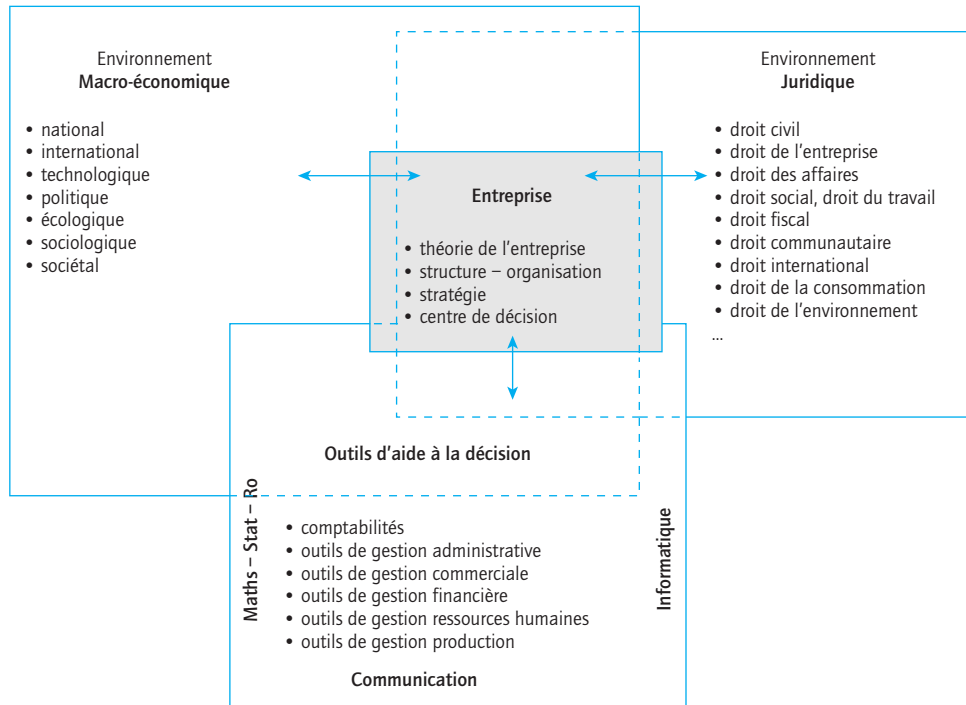 Environnement
Macro-économique
• national
• international
• technologique
• politique
• écologique
• sociologique
• sociétal
Environnement
Juridique
• droit civil
• droit de l'entreprise
• droit des affaires
• droit social, droit du travail
• droit fiscal
• droit communautaire
• droit international
• droit de la consommation
• droit de l'environnement
...
Entreprise
• théorie de l'entreprise
• structure – organisation
• stratégie
• centre de décision
Outils d'aide à la décision
Maths – Stat – Ro
• comptabilités
• outils de gestion administrative
• outils de gestion commerciale
• outils de gestion financière
• outils de gestion ressources humaines
• outils de gestion production
Informatique
Communication